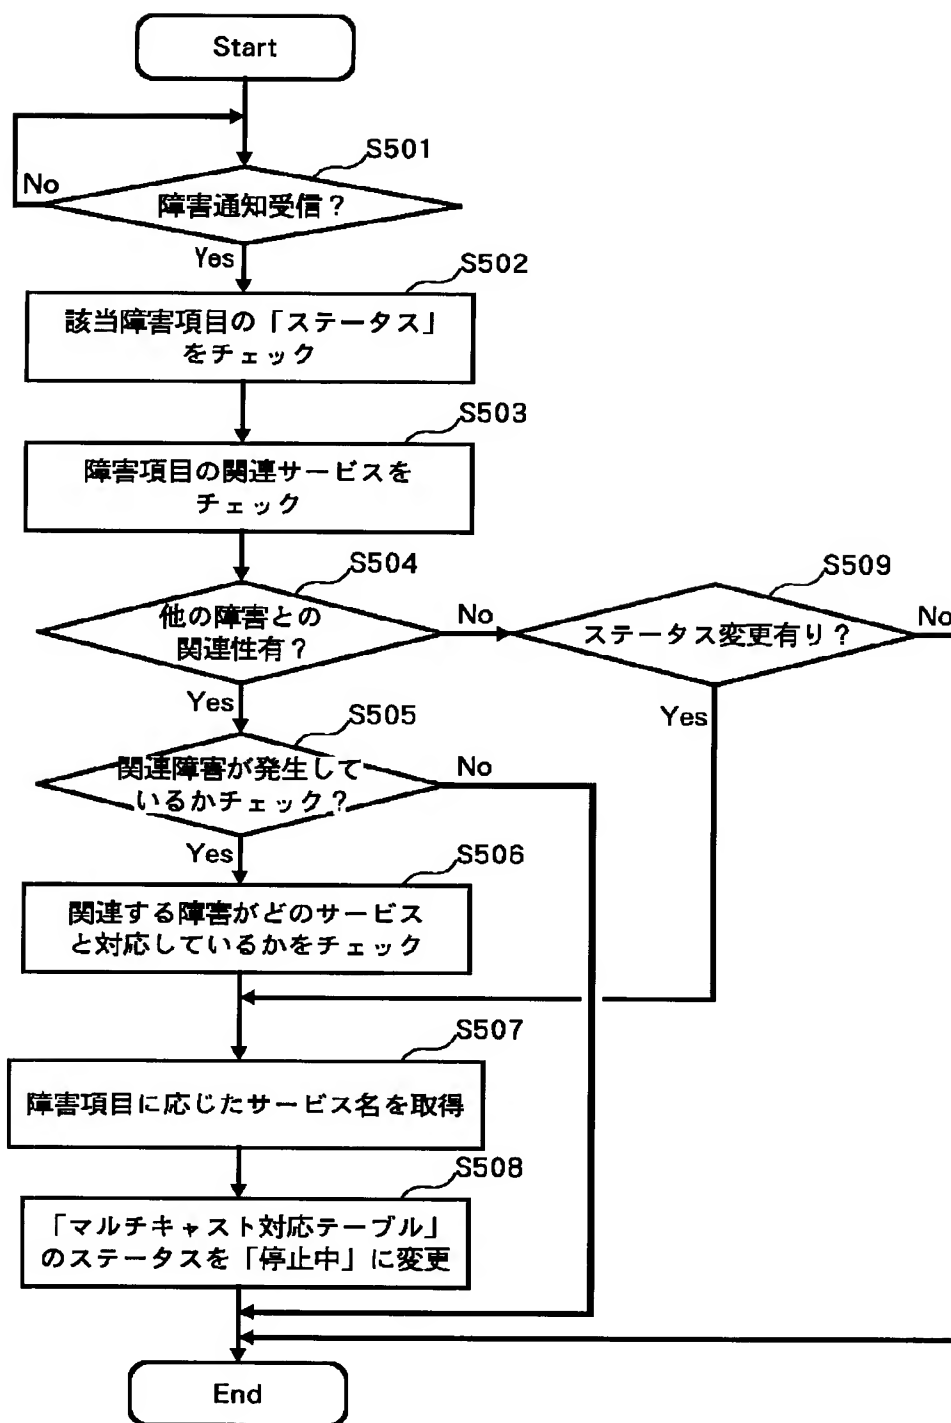 Start
S501
No
障害通知受信？
Yes
S502
該当障害項目の「ステータス」
をチェック
S503
障害項目の関連サービスを
チェック
S504
他の障害との
関連性有？
No
S509
ステータス変更有り？
No
Yes
Yes
S505
関連障害が発生して
いるかチェック？
No
Yes
S506
関連する障害がどのサービス
と対応しているかをチェック
S507
障害項目に応じたサービス名を取得
S508
「マルチキャスト対応テーブル」
のステータスを「停止中」に変更
End